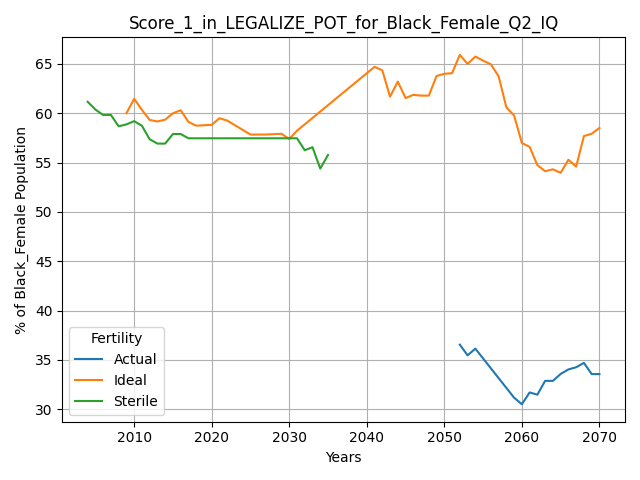 Score_1_in_LEGALIZE_POT_for_Black_Female_Q2_IQ
% of Black_Female Population
65
60
55
50
45
40
35
30
Fertility
Actual
Ideal
Sterile
2010 2020 2030 2040 2050 2060 2070
Years